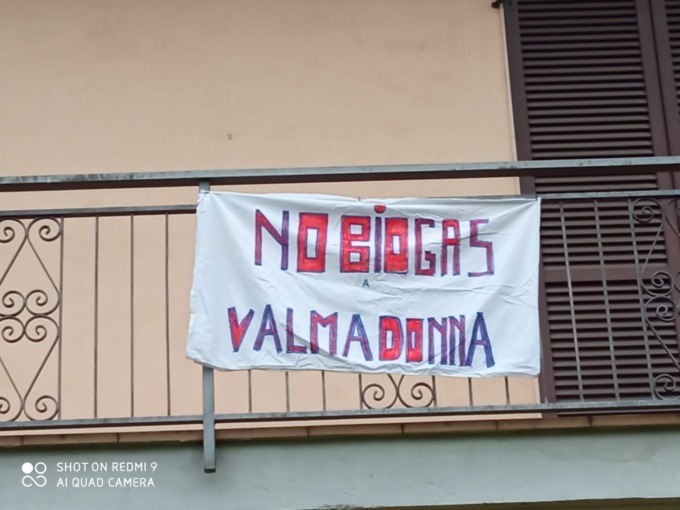 NO BIOGAS
A
VALMADONNA
SHOT ON REDMI 9
AI QUAD CAMERA